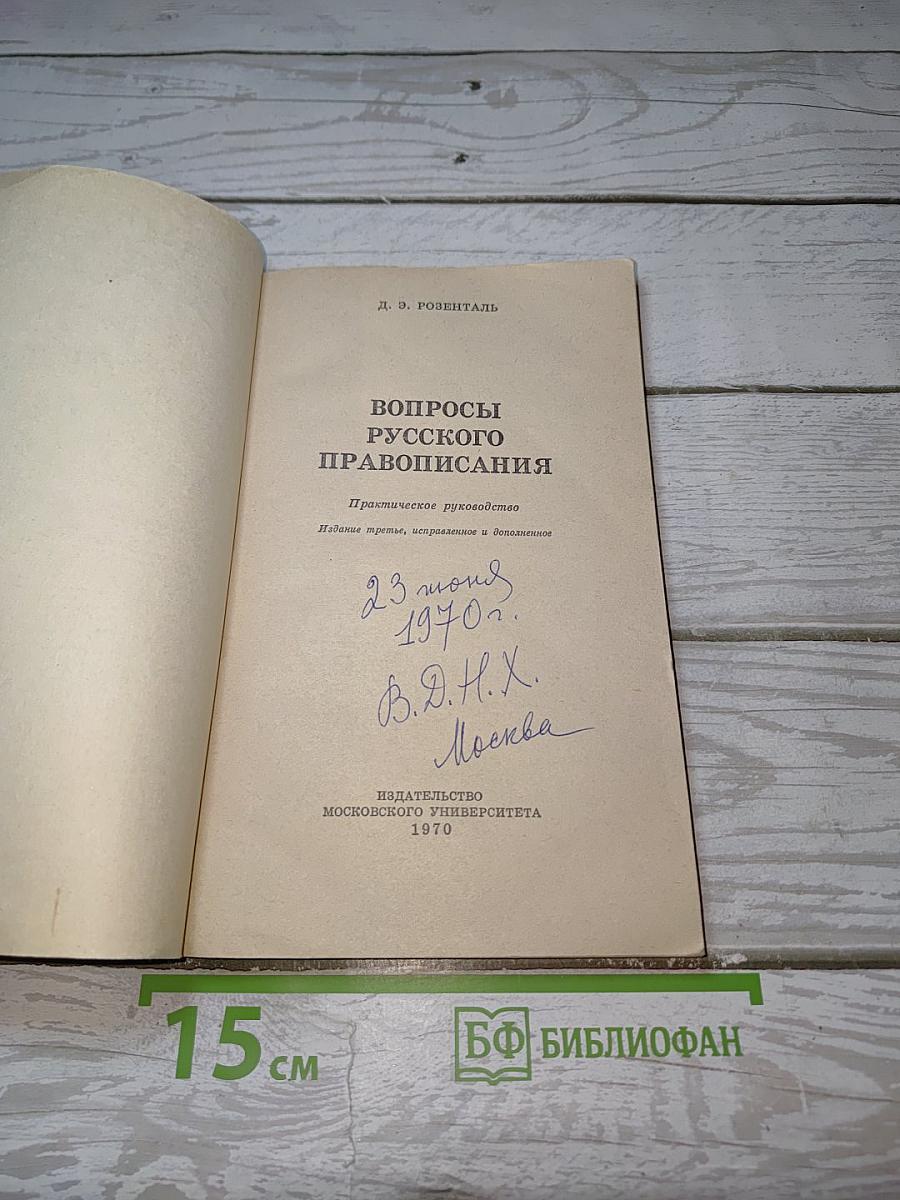 Д. Э. РОЗЕНТАЛЬ
ВОПРОСЫ
РУССКОГО
ПРАВОПИСАНИЯ
Практическое руководство
Издание третье, исправленное и дополненное
23 июня
1970 г.
В.Д.Н.Х.
Москва
ИЗДАТЕЛЬСТВО
МОСКОВСКОГО УНИВЕРСИТЕТА
1970
15 см
БФ БИБЛИОФАН